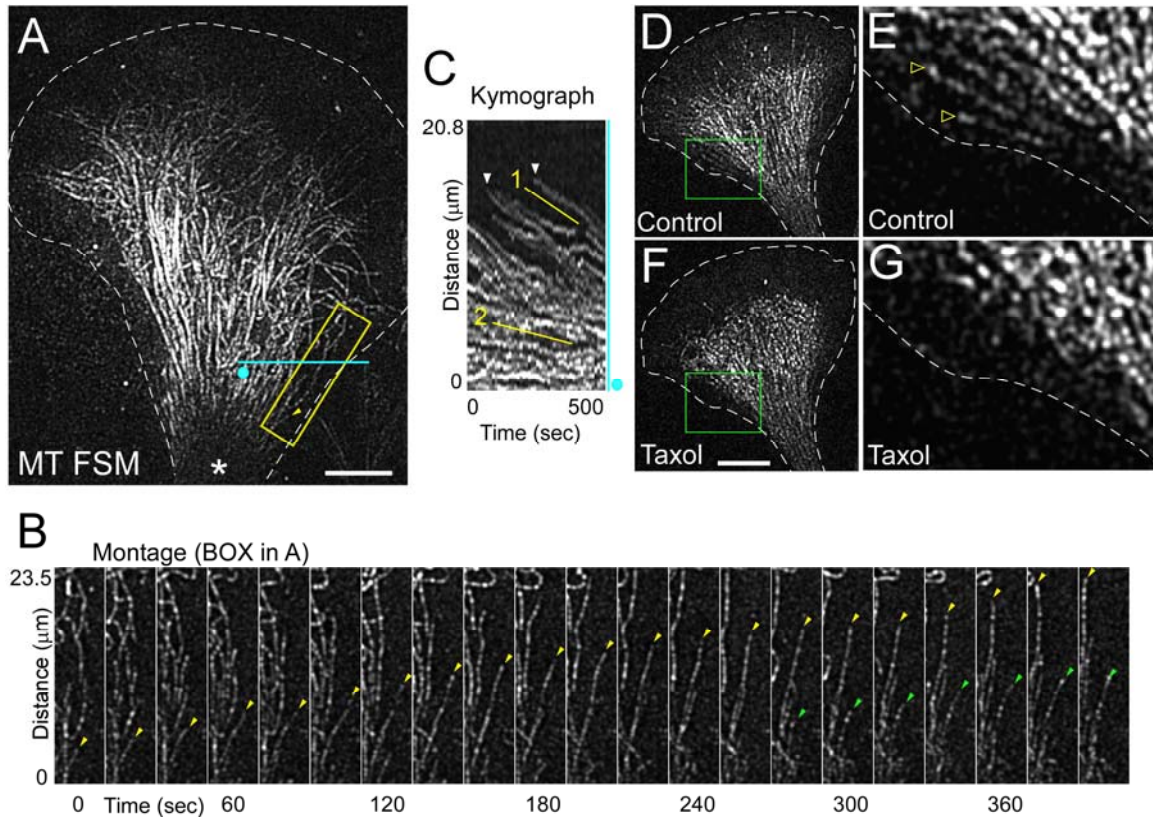 A
MT FSM
*
C
Kymograph
20.8
Distance (μm)
0
1
2
0
500
Time (sec)
D
Control
E
Control
F
Taxol
G
Taxol
B
Montage (BOX in A)
23.5
Distance (μm)
0
0 Time (sec) 60 120 180 240 300 360